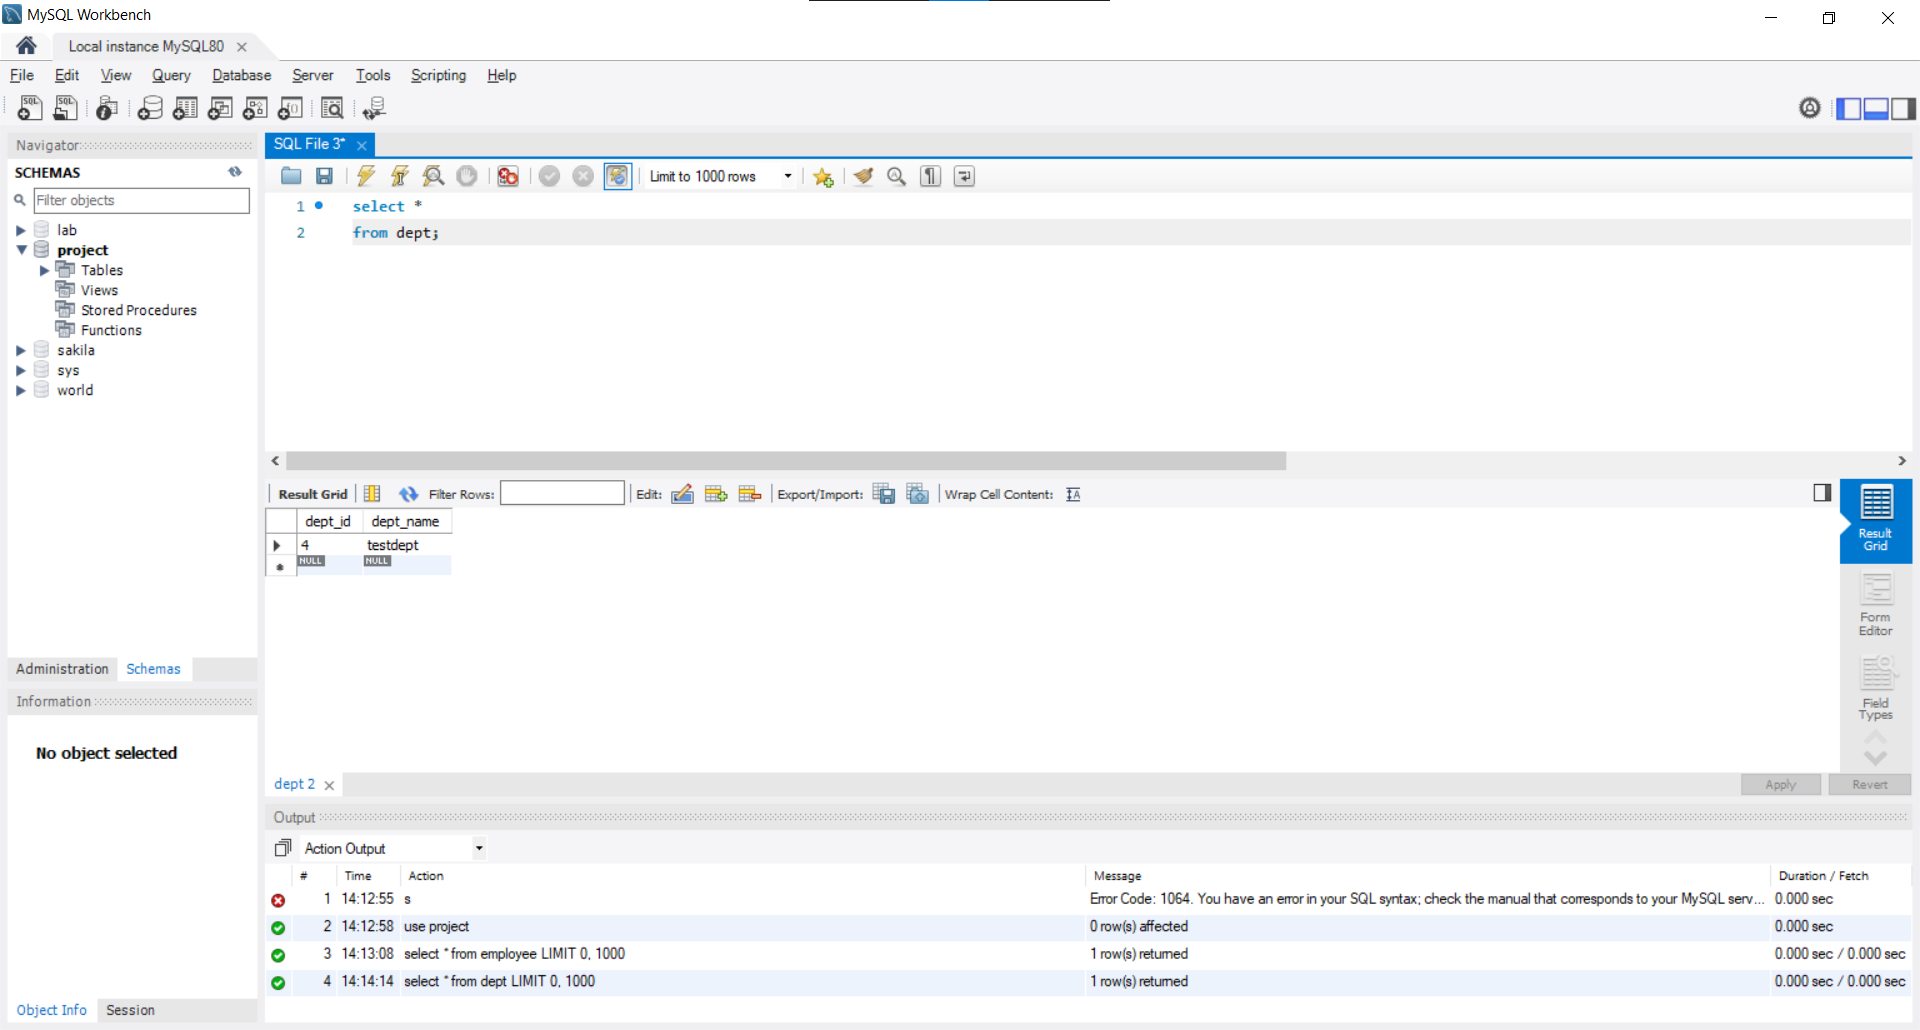 MySQL Workbench
Local instance MySQL80
File Edit View Query Database Server Tools Scripting Help
Navigator
SCHEMAS
Filter objects
lab
project
Tables
Views
Stored Procedures
Functions
sakila
sys
world
Administration Schemas
Information
No object selected
Object Info Session
SQL File 3*
Limit to 1000 rows
1 select *
2 from dept;
Result Grid Filter Rows: Edit: Export/Import: Wrap Cell Content:
dept_id dept_name
4 testdept
NULL NULL
Result
Grid
Form
Editor
Field
Types
dept 2
Apply Revert
Output
Action Output
# Time Action Message Duration / Fetch
1 14:12:55 s Error Code: 1064. You have an error in your SQL syntax; check the manual that corresponds to your MySQL serv... 0.000 sec
2 14:12:58 use project 0 row(s) affected 0.000 sec
3 14:13:08 select * from employee LIMIT 0, 1000 1 row(s) returned 0.000 sec / 0.000 sec
4 14:14:14 select * from dept LIMIT 0, 1000 1 row(s) returned 0.000 sec / 0.000 sec